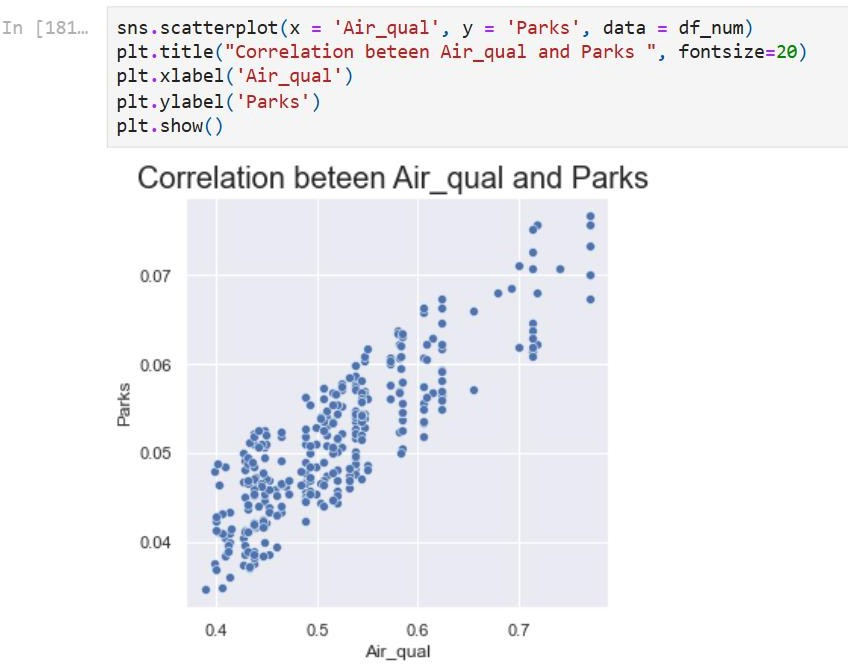 In [181…
sns.scatterplot(x = 'Air_qual', y = 'Parks', data = df_num)
plt.title("Correlation beteen Air_qual and Parks ", fontsize=20)
plt.xlabel('Air_qual')
plt.ylabel('Parks')
plt.show()
Correlation beteen Air_qual and Parks
0.07
0.06
0.05
0.04
Parks
0.4 0.5 0.6 0.7
Air_qual